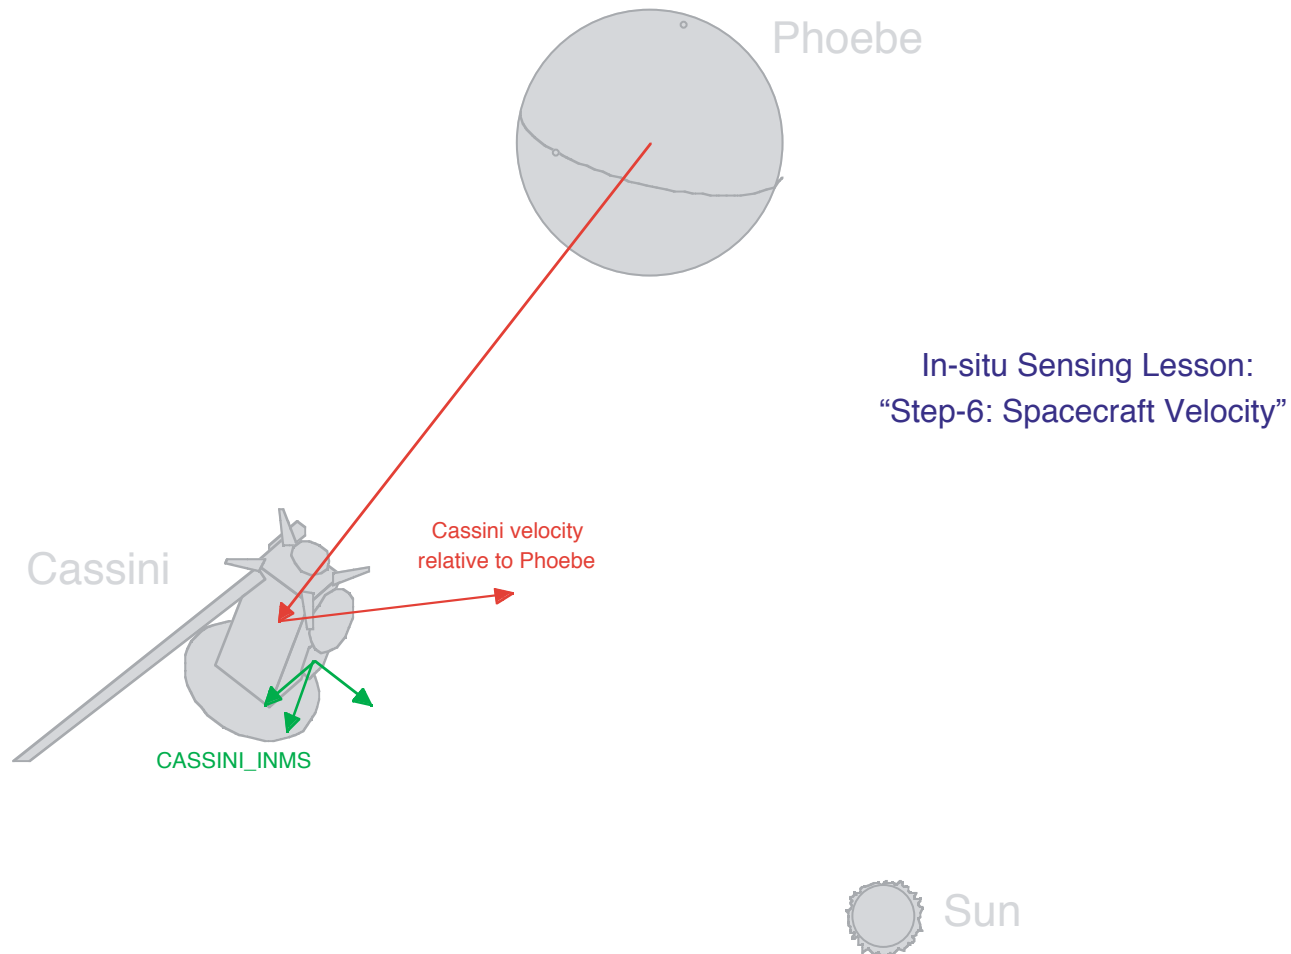 Phoebe
In-situ Sensing Lesson:
“Step-6: Spacecraft Velocity”
Cassini velocity
relative to Phoebe
Cassini
CASSINI_INMS
Sun